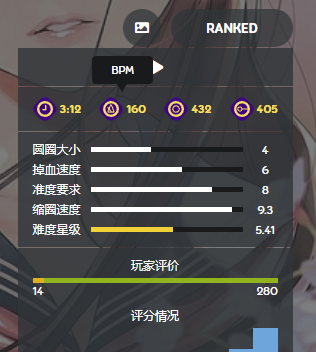 RANKED
BPM
3:12 160 432 405
圆圈大小 4
掉血速度 6
准度要求 8
缩圈速度 9.3
难度星级 5.41
玩家评价
14 280
评分情况